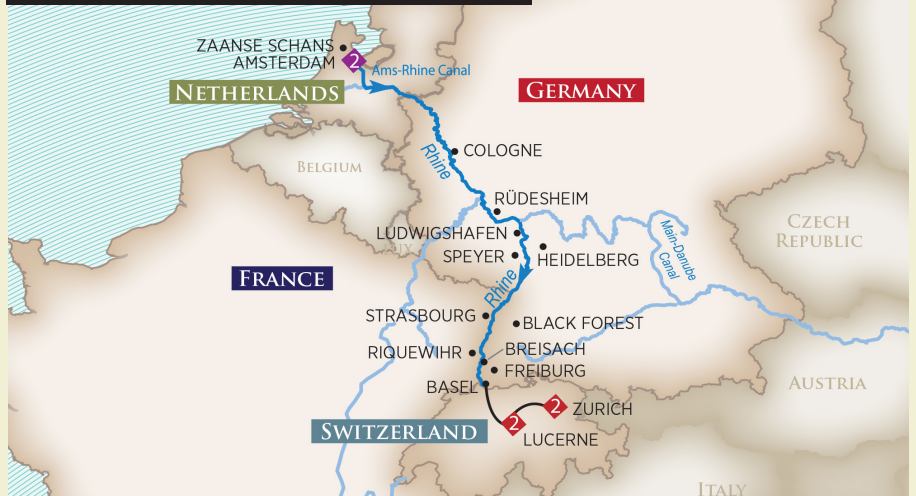 ZAANSE SCHANS
AMSTERDAM
2
Ams-Rhine Canal
NETHERLANDS
GERMANY
COLOGNE
Rhine
BELGIUM
RÜDESHEIM
LUDWIGSHAFEN
LUX
SPEYER
HEIDELBERG
Main-Danube
Canal
CZECH
REPUBLIC
FRANCE
Rhine
STRASBOURG
BLACK FOREST
RIQUEWIHR
BREISACH
FREIBURG
BASEL
AUSTRIA
2
ZURICH
2
SWITZERLAND
LUCERNE
ITALY